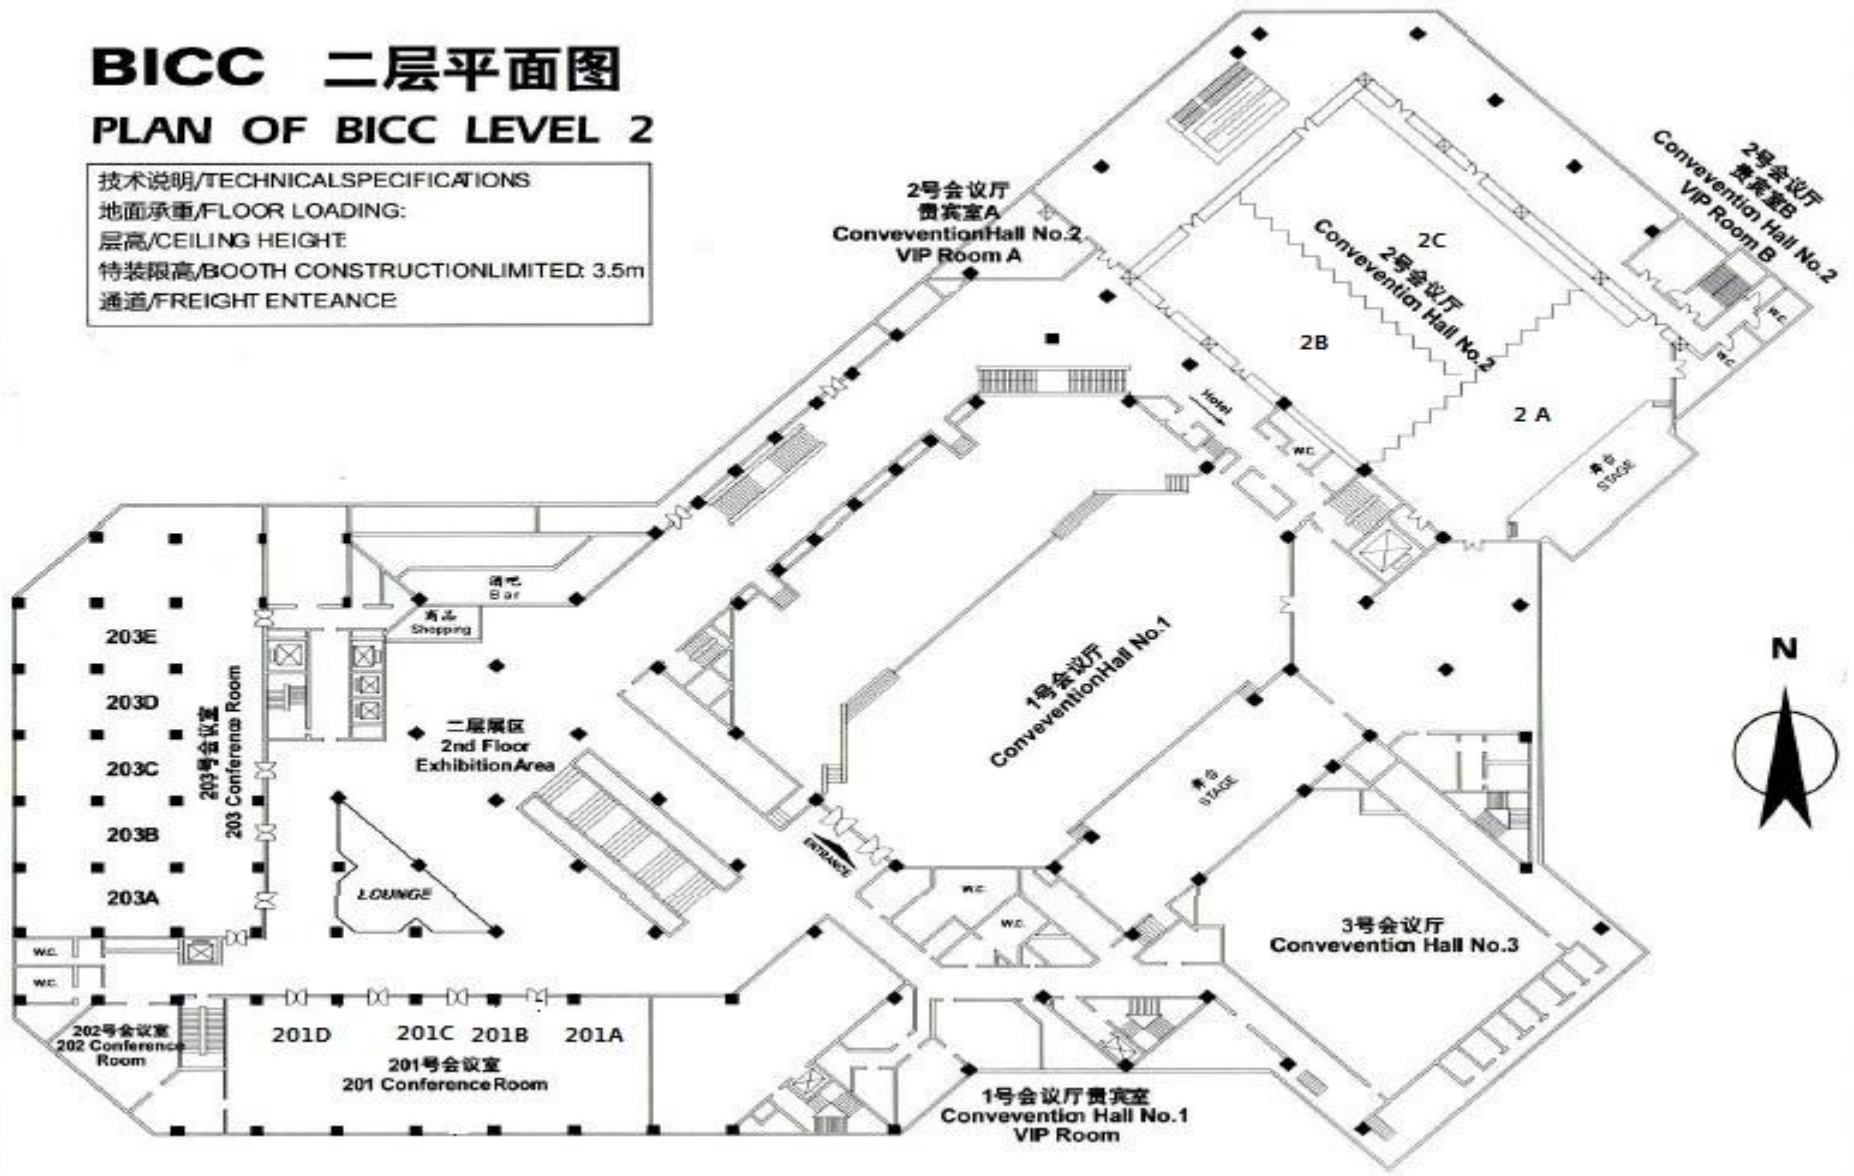 BICC 二层平面图
PLAN OF BICC LEVEL 2
技术说明/TECHNICALSPECIFICATIONS
地面承重/FLOOR LOADING:
层高/CEILING HEIGHT:
特装限高/BOOTH CONSTRUCTIONLIMITED: 3.5m
通道/FREIGHT ENTEANCE:
2号会议厅
贵宾室A
ConveventionHall No.2
VIP Room A
2号会议厅
贵宾室B
Convevention Hall No.2
VIP Room B
2C
2号会议厅
Convevention Hall No.2
2B
2 A
W.C.
W.C.
舞台
STAGE
Hotel
W.C.
酒吧
Bar
商品
Shopping
203E
203D
203C
203B
203A
203号会议室
203 Conference Room
二层展区
2nd Floor
ExhibitionArea
1号会议厅
ConveventionHall No.1
舞台
STAGE
N
ENTRANCE
LOUNGE
W.C.
W.C.
3号会议厅
Convevention Hall No.3
W.C.
W.C.
202号会议室
202 Conference
Room
201D
201C
201B
201A
201号会议室
201 ConferenceRoom
1号会议厅贵宾室
Convevention Hall No.1
VIP Room